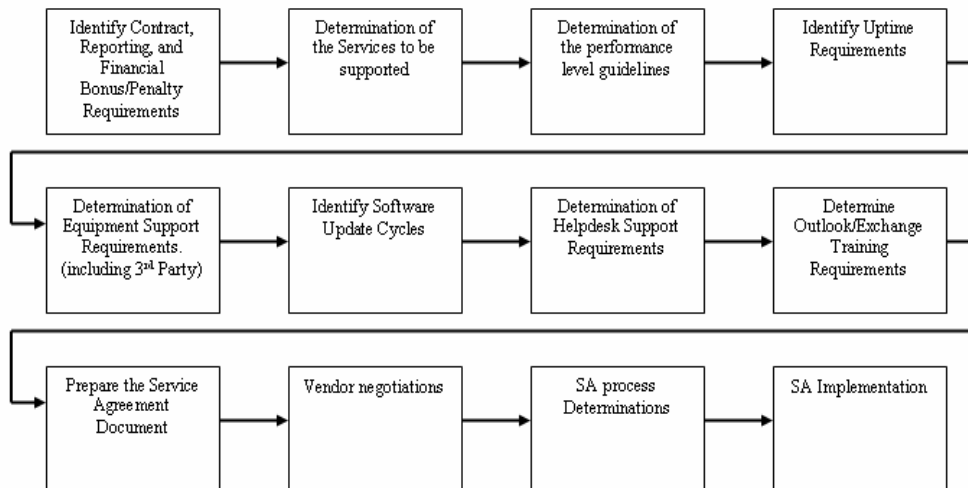 Identify Contract,
Reporting, and
Financial
Bonus/Penalty
Requirements
Determination of
the Services to be
supported
Determination of
the performance
level guidelines
Identify Uptime
Requirements
Determination of
Equipment Support
Requirements.
(including 3rd Party)
Identify Software
Update Cycles
Determination of
Helpdesk Support
Requirements
Determine
Outlook/Exchange
Training
Requirements
Prepare the Service
Agreement
Document
Vendor negotiations
SA process
Determinations
SA Implementation